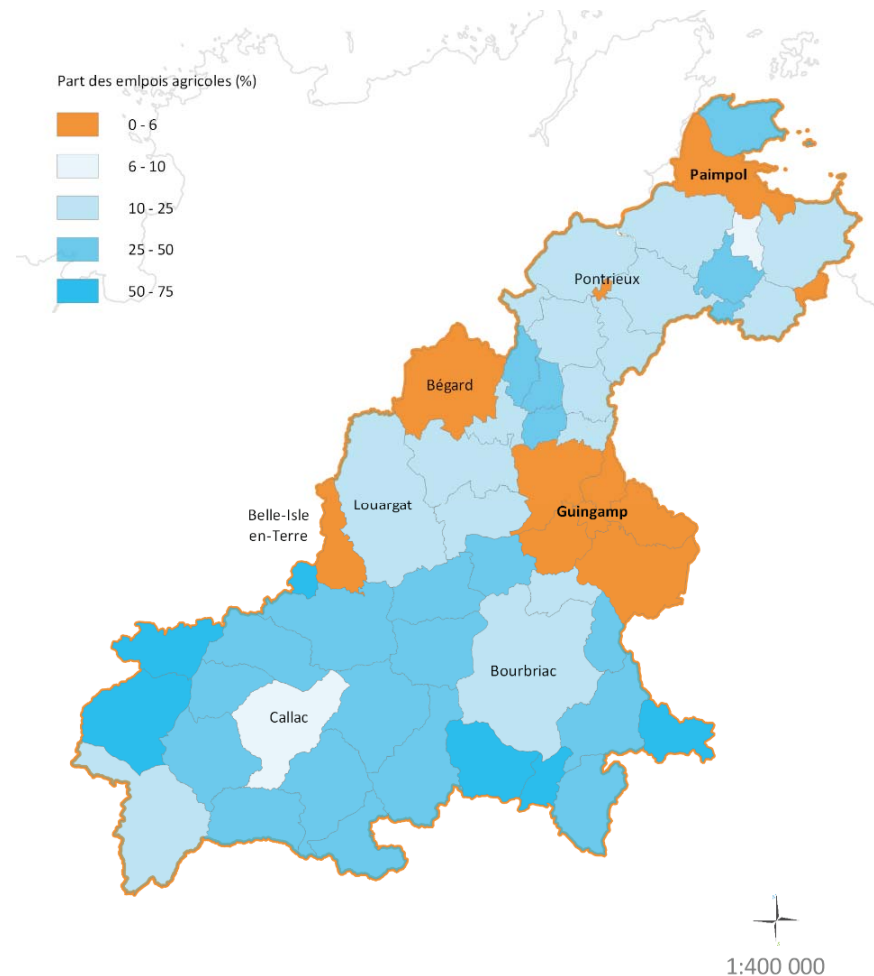 Part des emlpois agricoles (%)
0 - 6
6 - 10
10 - 25
25 - 50
50 - 75
Paimpol
Pontrieux
Bégard
Belle-Isle
en-Terre
Louargat
Guingamp
Bourbriac
Callac
1:400 000